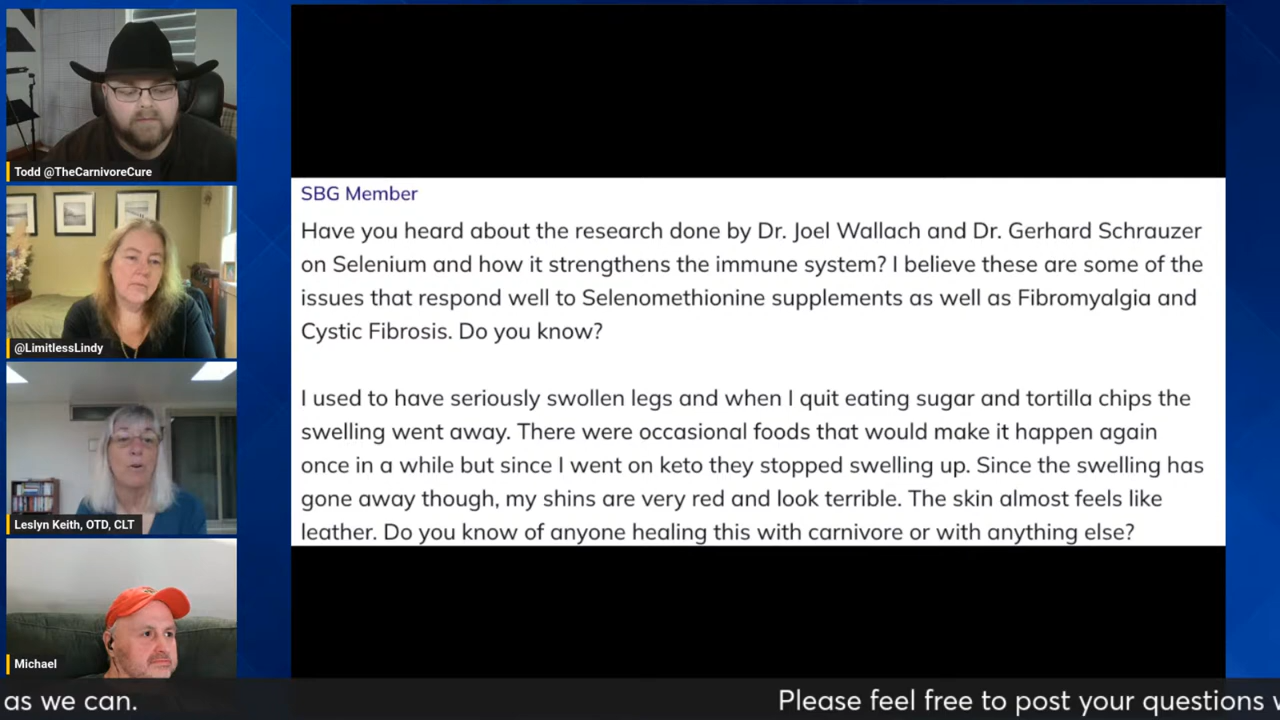 Todd @TheCarnivoreCure
@LimitlessLindy
Leslyn Keith, OTD, CLT
Michael
SBG Member
Have you heard about the research done by Dr. Joel Wallach and Dr. Gerhard Schrauzer
on Selenium and how it strengthens the immune system? I believe these are some of the
issues that respond well to Selenomethionine supplements as well as Fibromyalgia and
Cystic Fibrosis. Do you know?
I used to have seriously swollen legs and when I quit eating sugar and tortilla chips the
swelling went away. There were occasional foods that would make it happen again
once in a while but since I went on keto they stopped swelling up. Since the swelling has
gone away though, my shins are very red and look terrible. The skin almost feels like
leather. Do you know of anyone healing this with carnivore or with anything else?
as we can. Please feel free to post your questions